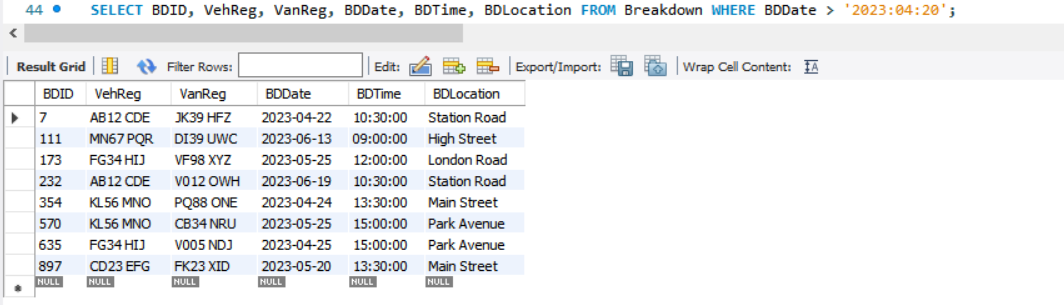 44 SELECT BDID, VehReg, VanReg, BDDate, BDTime, BDLocation FROM Breakdown WHERE BDDate > '2023:04:20';
Result Grid Filter Rows: Edit: Export/Import: Wrap Cell Content: IA
BDID VehReg VanReg BDDate BDTime BDLocation
7 AB12 CDE JK39 HFZ 2023-04-22 10:30:00 Station Road
111 MN67 PQR DI39 UWC 2023-06-13 09:00:00 High Street
173 FG34 HIJ VF98 XYZ 2023-05-25 12:00:00 London Road
232 AB12 CDE V012 OWH 2023-06-19 10:30:00 Station Road
354 KL56 MNO PQ88 ONE 2023-04-24 13:30:00 Main Street
570 KL56 MNO CB34 NRU 2023-05-25 15:00:00 Park Avenue
635 FG34 HIJ V005 NDJ 2023-04-25 15:00:00 Park Avenue
897 CD23 EFG FK23 XID 2023-05-20 13:30:00 Main Street
NULL NULL NULL NULL NULL NULL